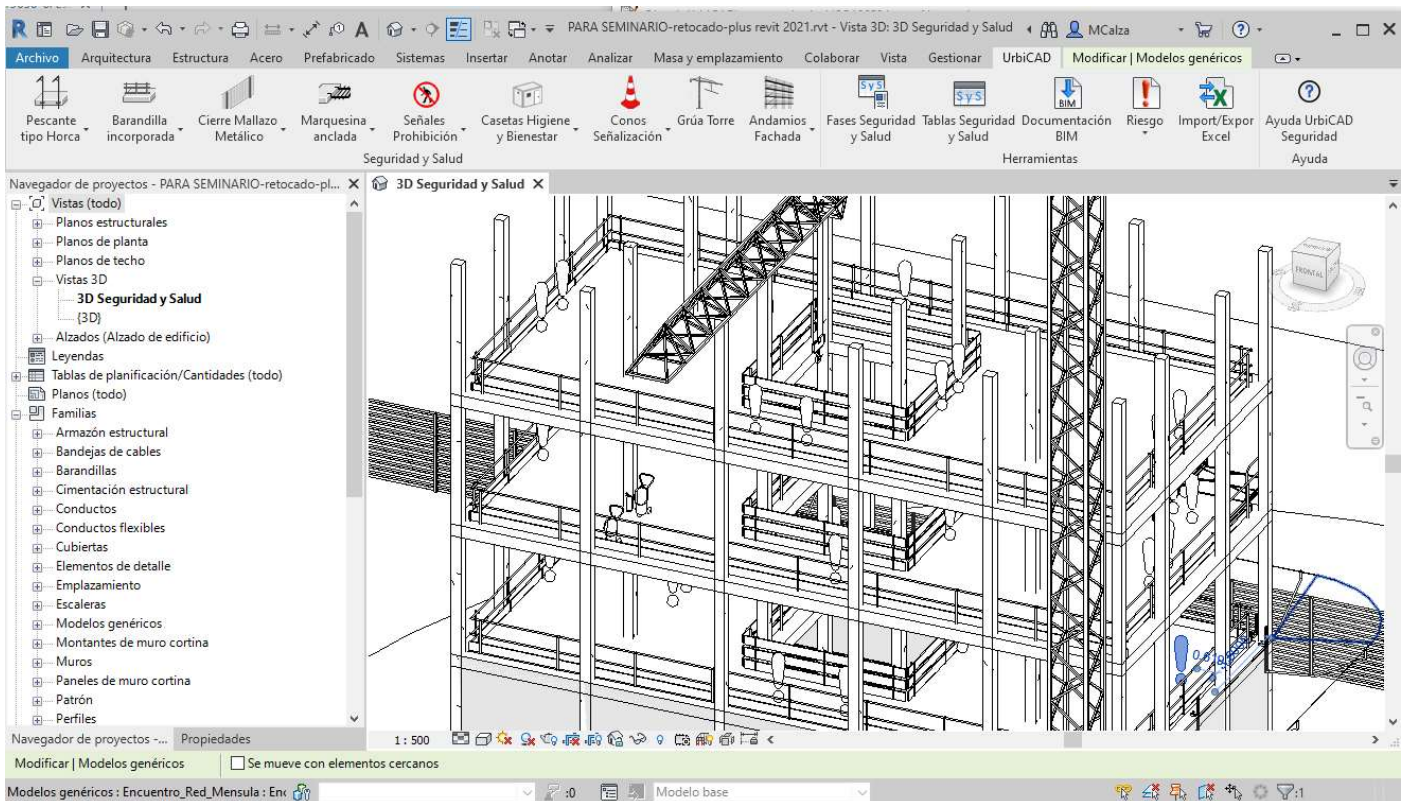 PARA SEMINARIO-retocado-plus revit 2021.rvt - Vista 3D: 3D Seguridad y Salud
MCalza
Archivo Arquitectura Estructura Acero Prefabricado Sistemas Insertar Anotar Analizar Masa y emplazamiento Colaborar Vista Gestionar UrbiCAD Modificar | Modelos genéricos
Pescante tipo Horca
Barandilla incorporada
Cierre Mallazo Metálico
Marquesina anclada
Señales Prohibición
Casetas Higiene y Bienestar
Conos Señalización
Grúa Torre
Andamios Fachada
SyS
Fases Seguridad y Salud
SyS
Tablas Seguridad y Salud
BIM
Documentación BIM
Riesgo
Import/Expor Excel
Ayuda UrbiCAD Seguridad
Seguridad y Salud
Herramientas
Ayuda
Navegador de proyectos - PARA SEMINARIO-retocado-pl...
3D Seguridad y Salud
Vistas (todo)
Planos estructurales
Planos de planta
Planos de techo
Vistas 3D
3D Seguridad y Salud
{3D}
Alzados (Alzado de edificio)
Leyendas
Tablas de planificación/Cantidades (todo)
Planos (todo)
Familias
Armazón estructural
Bandejas de cables
Barandillas
Cimentación estructural
Conductos
Conductos flexibles
Cubiertas
Elementos de detalle
Emplazamiento
Escaleras
Modelos genéricos
Montantes de muro cortina
Muros
Paneles de muro cortina
Patrón
Perfiles
FRONTAL
Navegador de proyectos -... Propiedades
1 : 500
Modificar | Modelos genéricos
Se mueve con elementos cercanos
Modelos genéricos : Encuentro_Red_Mensula : Enc
:0
Modelo base
:1